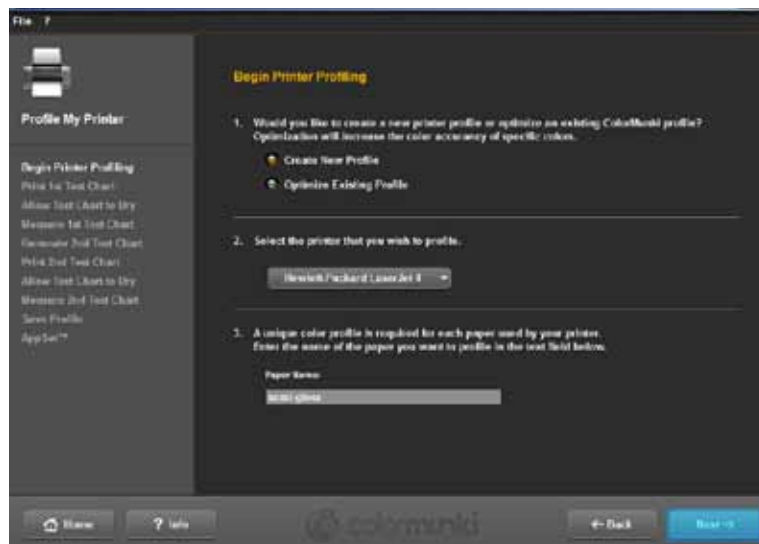 File ?
Profile My Printer
Begin Printer Profiling
Print 1st Test Chart
Allow Test Chart to Dry
Measure 1st Test Chart
Generate 2nd Test Chart
Print 2nd Test Chart
Allow Test Chart to Dry
Measure 2nd Test Chart
Save Profile
AppSet™
Begin Printer Profiling
1. Would you like to create a new printer profile or optimize an existing ColorMunki profile?
Optimization will increase the color accuracy of specific colors.
Create New Profile
Optimize Existing Profile
2. Select the printer that you wish to profile.
Hewlett-Packard LaserJet 4
3. A unique color profile is required for each paper used by your printer.
Enter the name of the paper you want to profile in the text field below.
Paper Name:
semi-gloss
Home
? Info
colormunki
← Back
Next →